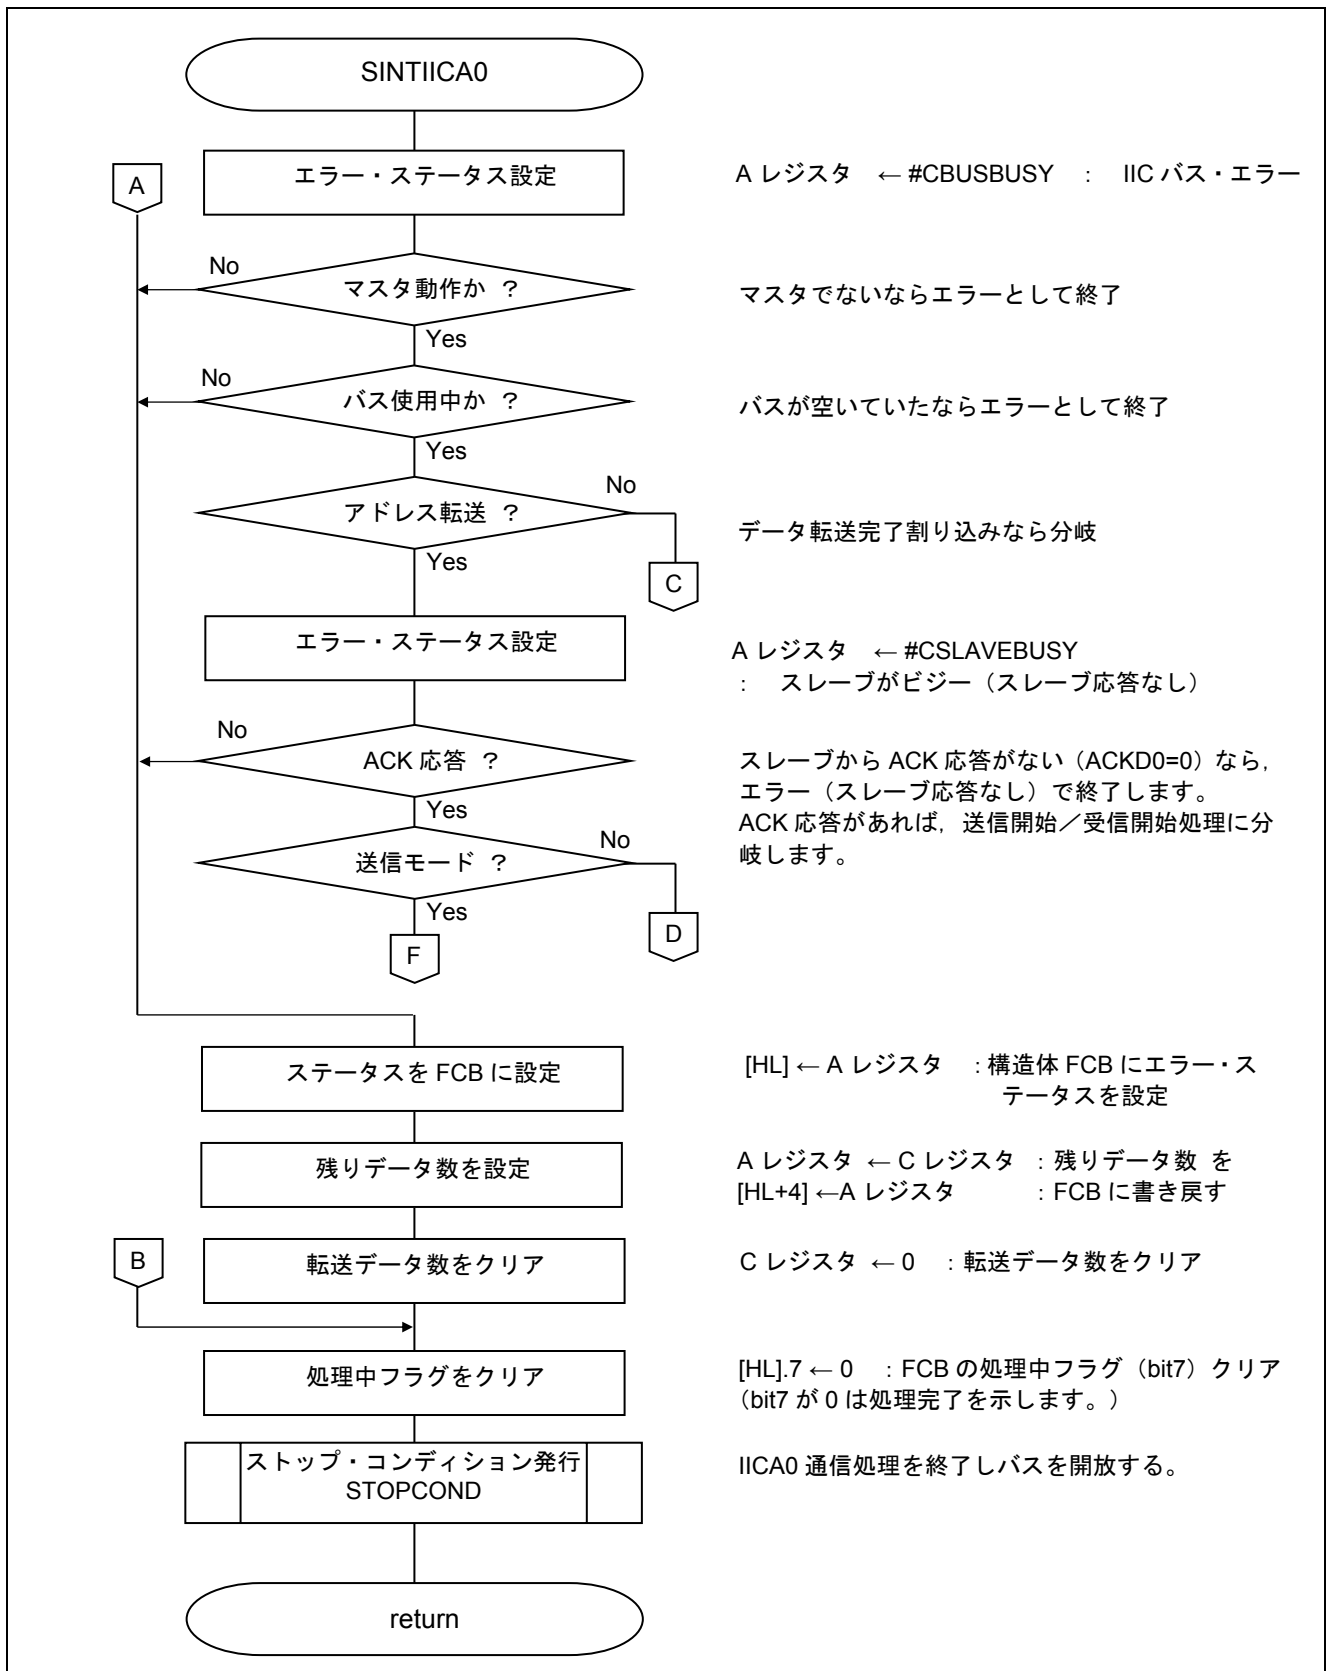 SINTIICA0
エラー・ステータス設定
A レジスタ ← #CBUSBUSY : IIC バス・エラー
A
No
マスタ動作か ?
マスタでないならエラーとして終了
Yes
No
バス使用中か ?
バスが空いていたならエラーとして終了
Yes
No
アドレス転送 ?
データ転送完了割り込みなら分岐
Yes
C
エラー・ステータス設定
A レジスタ ← #CSLAVEBUSY
: スレーブがビジー（スレーブ応答なし）
No
ACK 応答 ?
スレーブから ACK 応答がない（ACKD0=0）なら,
エラー（スレーブ応答なし）で終了します。
ACK 応答があれば，送信開始／受信開始処理に分
岐します。
Yes
No
送信モード ?
Yes
D
F
ステータスを FCB に設定
[HL] ← A レジスタ : 構造体 FCB にエラー・ス
テータスを設定
残りデータ数を設定
A レジスタ ← C レジスタ : 残りデータ数 を
[HL+4] ←A レジスタ : FCB に書き戻す
B
転送データ数をクリア
C レジスタ ← 0 : 転送データ数をクリア
処理中フラグをクリア
[HL].7 ← 0 : FCB の処理中フラグ（bit7）クリア
（bit7 が 0 は処理完了を示します。）
ストップ・コンディション発行
STOPCOND
IICA0 通信処理を終了しバスを開放する。
return